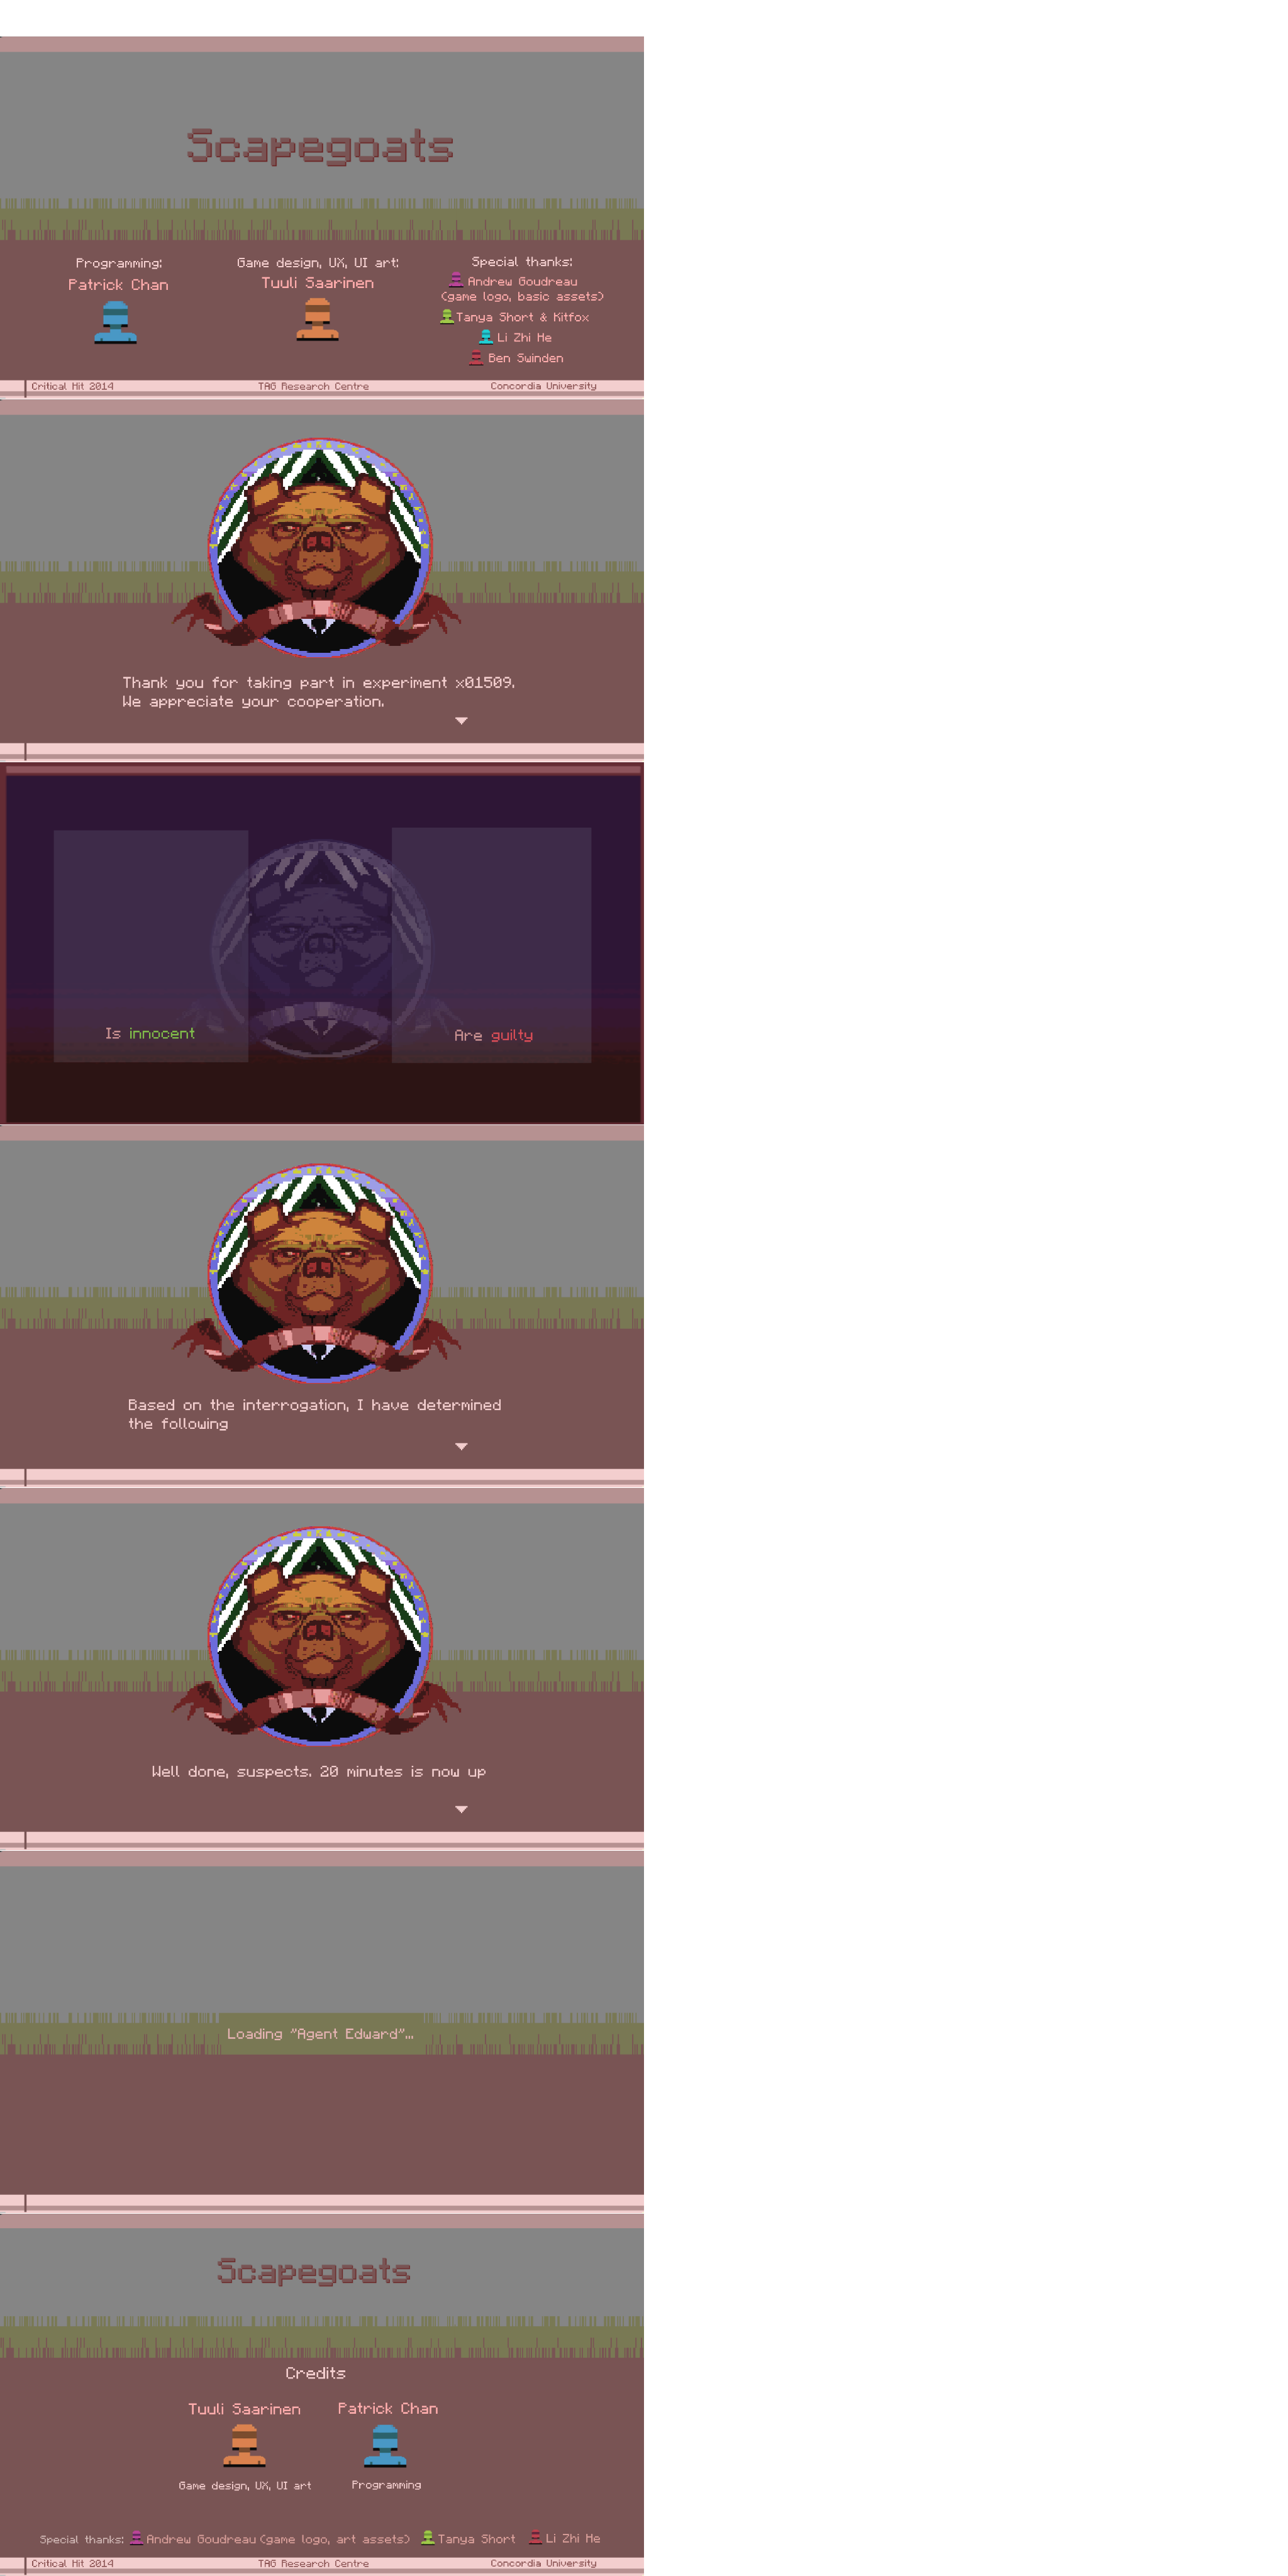 Scapegoats
Programming:
Patrick Chan
Game design, UX, UI art:
Tuuli Saarinen
Special thanks:
Andrew Goudreau
(game logo, basic assets)
Tanya Short & Kitfox
Li Zhi He
Ben Swinden
Critical Hit 2014
TAG Research Centre
Concordia University
Thank you for taking part in experiment x01509.
We appreciate your cooperation.
Is innocent
Are guilty
Based on the interrogation, I have determined
the following
Well done, suspects. 20 minutes is now up
Loading "Agent Edward"...
Scapegoats
Credits
Tuuli Saarinen
Game design, UX, UI art
Patrick Chan
Programming
Special thanks: Andrew Goudreau (game logo, art assets) Tanya Short Li Zhi He
Critical Hit 2014
TAG Research Centre
Concordia University